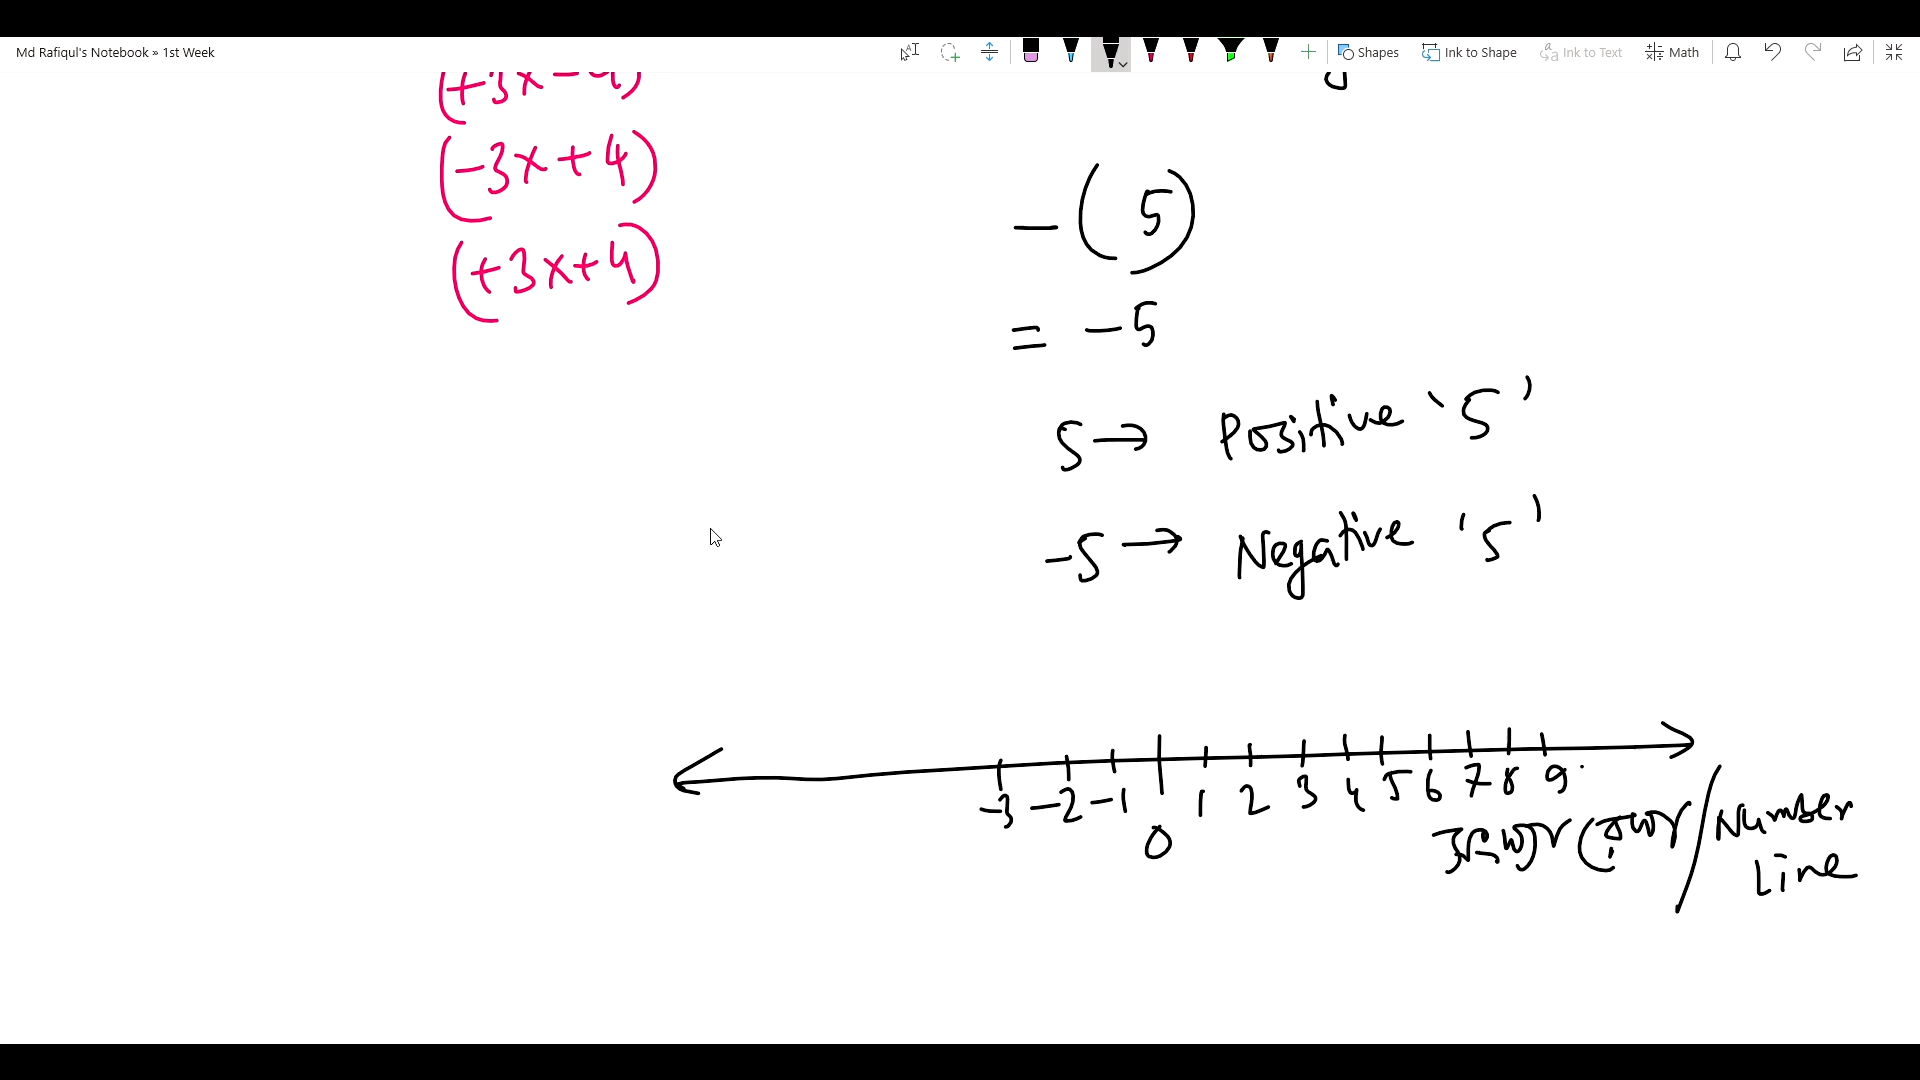 Md Rafiqul's Notebook » 1st Week
Shapes
Ink to Shape
Ink to Text
Math
(+3x-4)
(-3x+4)
(+3x+4)
-(5)
= -5
5 → Positive '5'
-5 → Negative '5'
-3 -2 -1 0 1 2 3 4 5 6 7 8 9
/ Number
Line